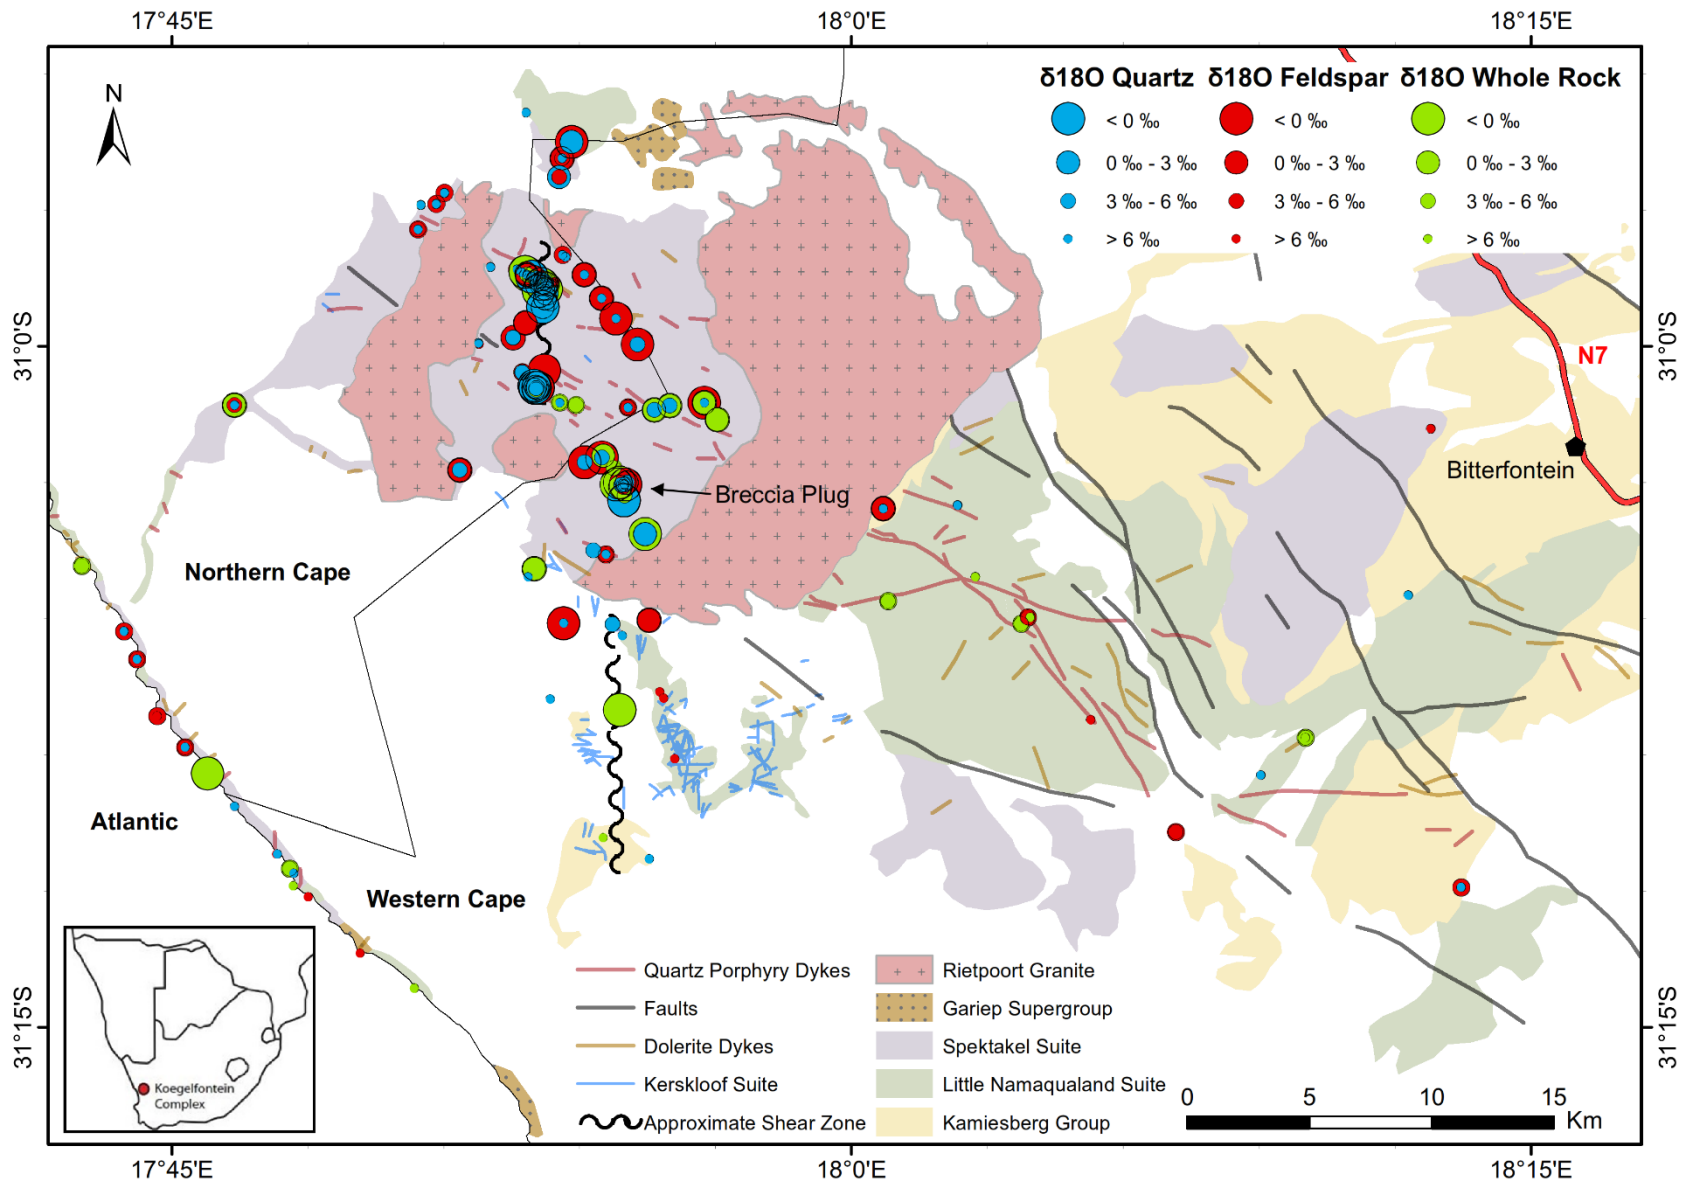 17°45'E
18°0'E
18°15'E
N
δ18O Quartz
δ18O Feldspar
δ18O Whole Rock
< 0 ‰
< 0 ‰
< 0 ‰
0 ‰ - 3 ‰
0 ‰ - 3 ‰
0 ‰ - 3 ‰
3 ‰ - 6 ‰
3 ‰ - 6 ‰
3 ‰ - 6 ‰
> 6 ‰
> 6 ‰
> 6 ‰
31°0'S
31°0'S
N7
Bitterfontein
Breccia Plug
Northern Cape
Atlantic
Western Cape
Quartz Porphyry Dykes
Faults
Dolerite Dykes
Kerskloof Suite
Approximate Shear Zone
Rietpoort Granite
Gariep Supergroup
Spektakel Suite
Little Namaqualand Suite
Kamiesberg Group
31°15'S
31°15'S
Koegelfontein
Complex
0
5
10
15
Km
17°45'E
18°0'E
18°15'E